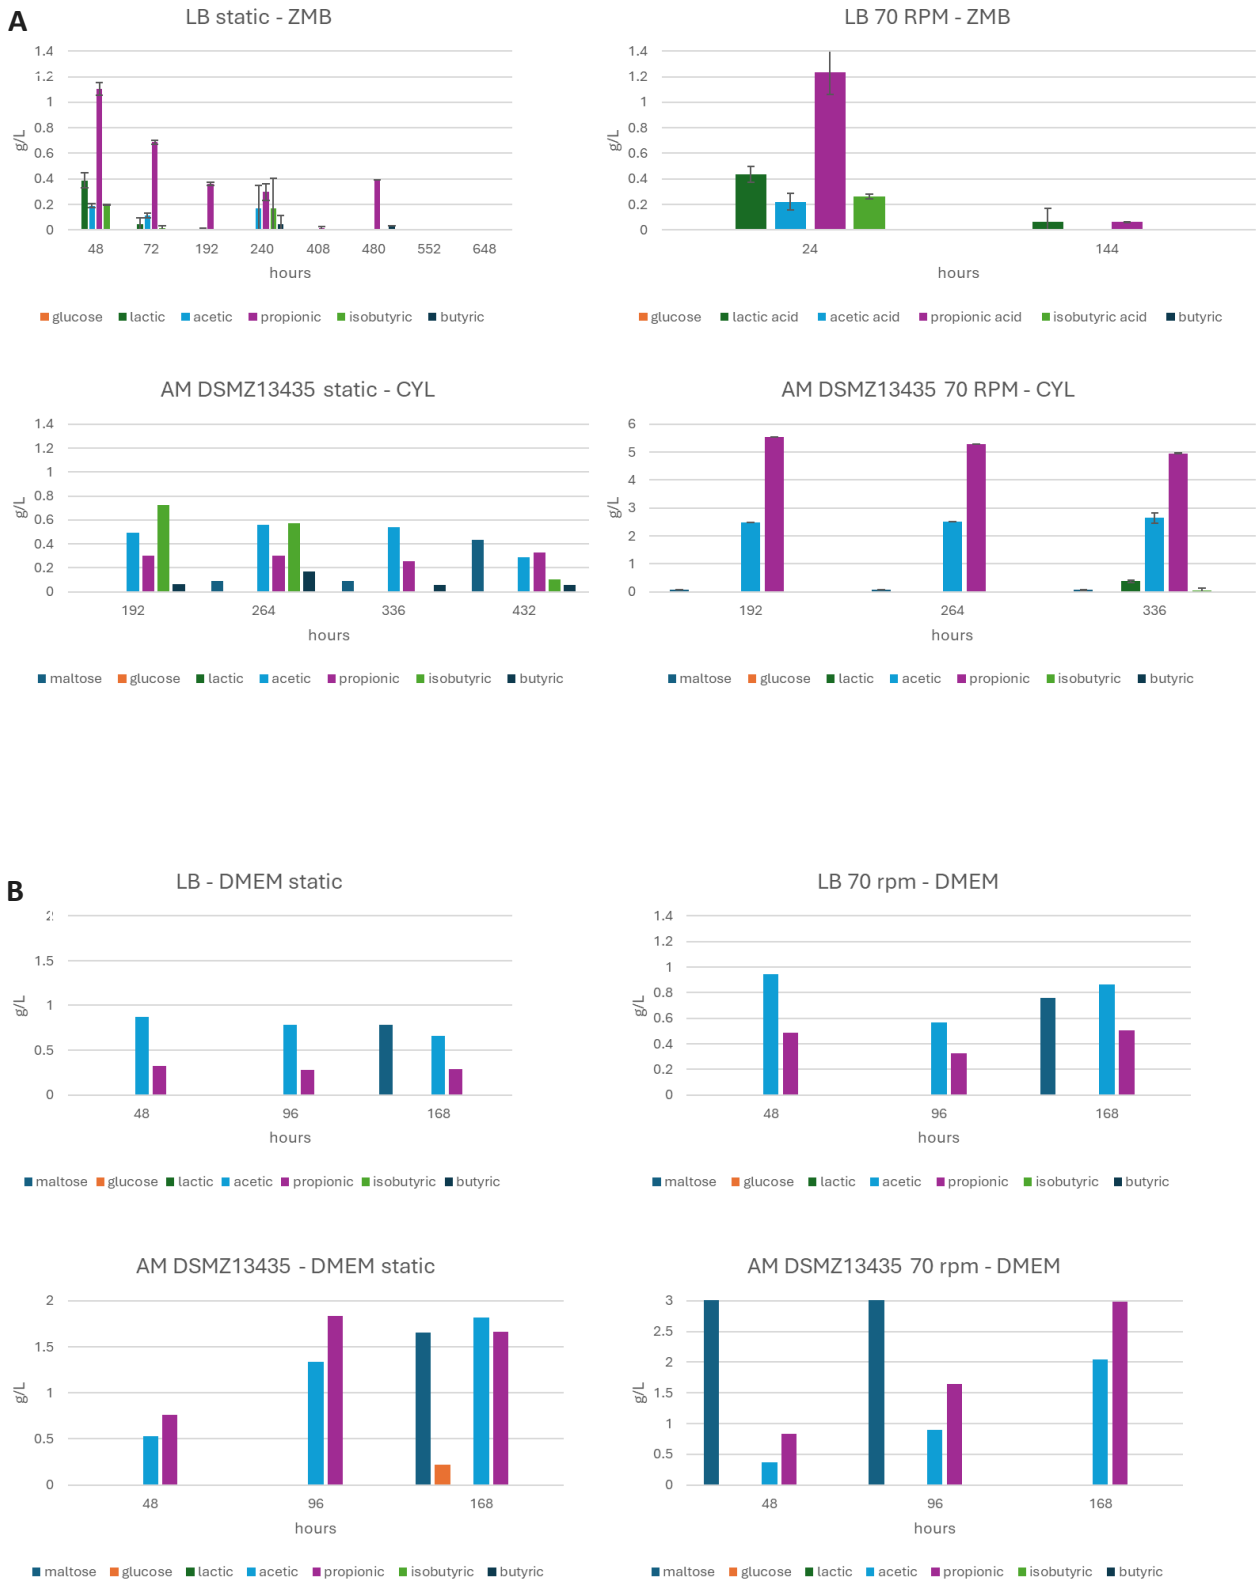 A
LB static - ZMB
1.4
1.2
1
0.8
0.6
0.4
0.2
0
g/L
48 72 192 240 408 480 552 648
hours
glucose lactic acetic propionic isobutyric butyric
LB 70 RPM - ZMB
1.4
1.2
1
0.8
0.6
0.4
0.2
0
g/L
24 144
hours
glucose lactic acid acetic acid propionic acid isobutyric acid butyric
AM DSMZ13435 static - CYL
1.4
1.2
1
0.8
0.6
0.4
0.2
0
g/L
192 264 336 432
hours
maltose glucose lactic acetic propionic isobutyric butyric
AM DSMZ13435 70 RPM - CYL
6
5
4
3
2
1
0
g/L
192 264 336
hours
maltose glucose lactic acetic propionic isobutyric butyric
B
LB - DMEM static
2
1.5
1
0.5
0
g/L
48 96 168
hours
maltose glucose lactic acetic propionic isobutyric butyric
LB 70 rpm - DMEM
1.4
1.2
1
0.8
0.6
0.4
0.2
0
g/L
48 96 168
hours
maltose glucose lactic acetic propionic isobutyric butyric
AM DSMZ13435 - DMEM static
2
1.5
1
0.5
0
g/L
48 96 168
hours
maltose glucose lactic acetic propionic isobutyric butyric
AM DSMZ13435 70 rpm - DMEM
3
2.5
2
1.5
1
0.5
0
g/L
48 96 168
hours
maltose glucose lactic acetic propionic isobutyric butyric